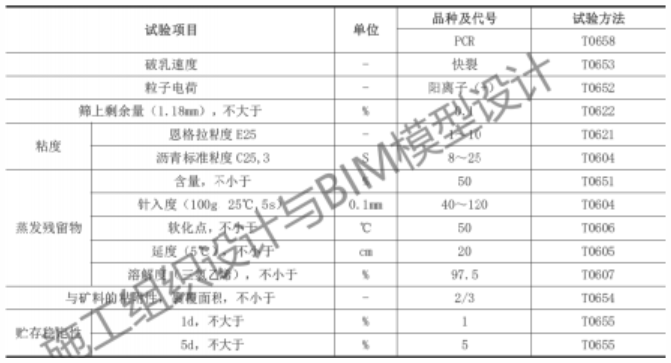 试验项目 单位 品种及代号 试验方法
PCR T0658
破乳速度 - 快裂 T0653
粒子电荷 - 阳离子（+） T0652
筛上剩余量（1.18mm），不大于 % 0.1 T0622
粘度 恩格拉粘度E25 - 1~10 T0621
沥青标准粘度C25,3 S 8～25 T0604
蒸发残留物 含量，不小于 50 T0651
针入度（100g 25℃,5s） 0.1mm 40～120 T0604
软化点，不小于 ℃ 50 T0606
延度（5℃），不小于 cm 20 T0605
溶解度（三氯乙烯），不小于 % 97.5 T0607
与矿料的粘附性，裹覆面积，不小于 - 2/3 T0654
贮存稳定性 1d，不大于 % 1 T0655
5d，不大于 % 5 T0655
施工组织设计与BIM模型设计